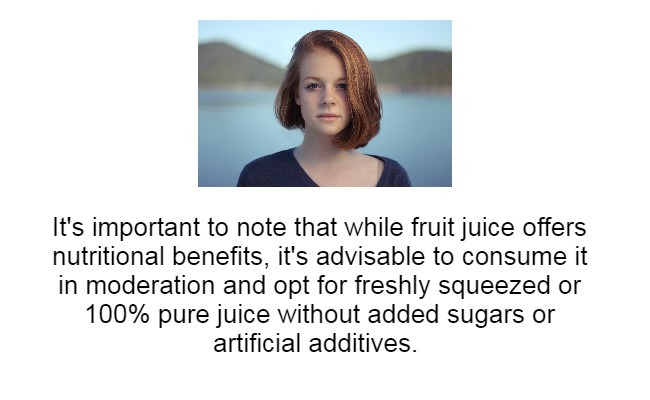 It's important to note that while fruit juice offers
nutritional benefits, it's advisable to consume it
in moderation and opt for freshly squeezed or
100% pure juice without added sugars or
artificial additives.